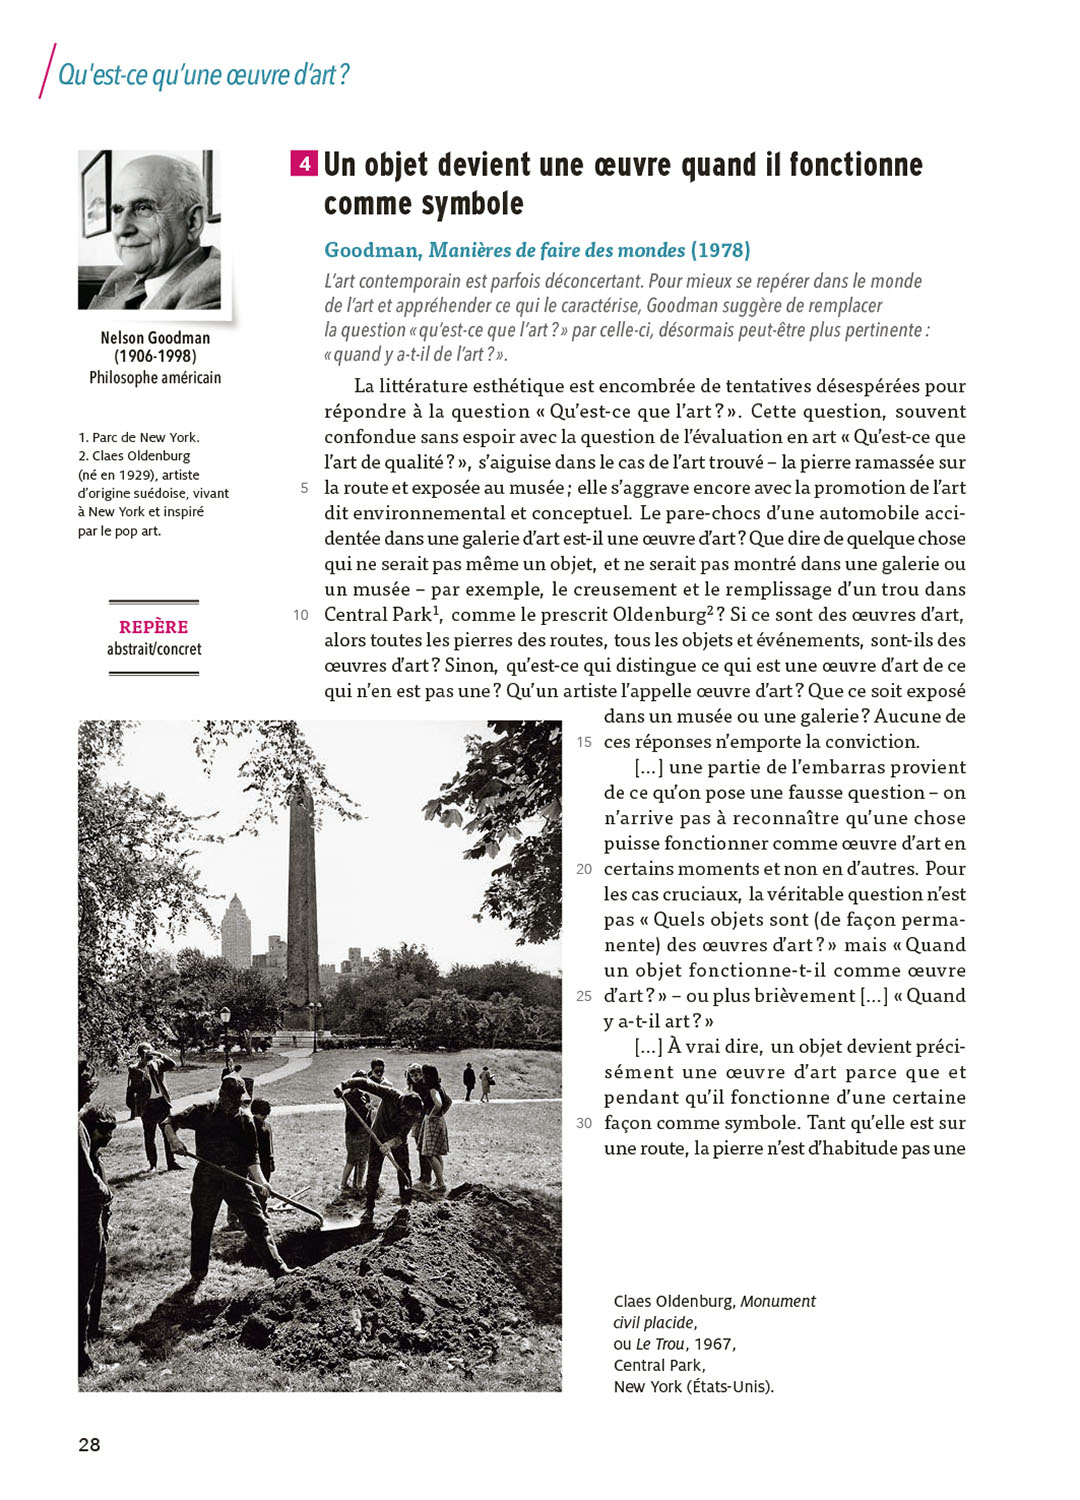 Qu'est-ce qu’une œuvre d’art ?
4 Un objet devient une œuvre quand il fonctionne
comme symbole
Goodman, Manières de faire des mondes (1978)
L’art contemporain est parfois déconcertant. Pour mieux se repérer dans le monde
de l’art et appréhender ce qui le caractérise, Goodman suggère de remplacer
la question « qu’est-ce que l’art ? » par celle-ci, désormais peut-être plus pertinente :
« quand y a-t-il de l’art ? ».
Nelson Goodman
(1906-1998)
Philosophe américain
1. Parc de New York.
2. Claes Oldenburg
(né en 1929), artiste
d’origine suédoise, vivant
à New York et inspiré
par le pop art.
REPÈRE
abstrait/concret
La littérature esthétique est encombrée de tentatives désespérées pour
répondre à la question « Qu’est-ce que l’art ? ». Cette question, souvent
confondue sans espoir avec la question de l’évaluation en art « Qu’est-ce que
l’art de qualité ? », s’aiguise dans le cas de l’art trouvé – la pierre ramassée sur
5 la route et exposée au musée ; elle s’aggrave encore avec la promotion de l’art
dit environnemental et conceptuel. Le pare-chocs d’une automobile acci-
dentée dans une galerie d’art est-il une œuvre d’art ? Que dire de quelque chose
qui ne serait pas même un objet, et ne serait pas montré dans une galerie ou
un musée – par exemple, le creusement et le remplissage d’un trou dans
10 Central Park¹, comme le prescrit Oldenburg² ? Si ce sont des œuvres d’art,
alors toutes les pierres des routes, tous les objets et événements, sont-ils des
œuvres d’art ? Sinon, qu’est-ce qui distingue ce qui est une œuvre d’art de ce
qui n’en est pas une ? Qu’un artiste l’appelle œuvre d’art ? Que ce soit exposé
dans un musée ou une galerie ? Aucune de
15 ces réponses n’emporte la conviction.
[...] une partie de l’embarras provient
de ce qu’on pose une fausse question – on
n’arrive pas à reconnaître qu’une chose
puisse fonctionner comme œuvre d’art en
20 certains moments et non en d’autres. Pour
les cas cruciaux, la véritable question n’est
pas « Quels objets sont (de façon perma-
nente) des œuvres d’art ? » mais « Quand
un objet fonctionne-t-il comme œuvre
25 d’art ? » – ou plus brièvement [...] « Quand
y a-t-il art ? »
[...] À vrai dire, un objet devient préci-
sément une œuvre d’art parce que et
pendant qu’il fonctionne d’une certaine
30 façon comme symbole. Tant qu’elle est sur
une route, la pierre n’est d’habitude pas une
Claes Oldenburg, Monument
civil placide,
ou Le Trou, 1967,
Central Park,
New York (États-Unis).
28